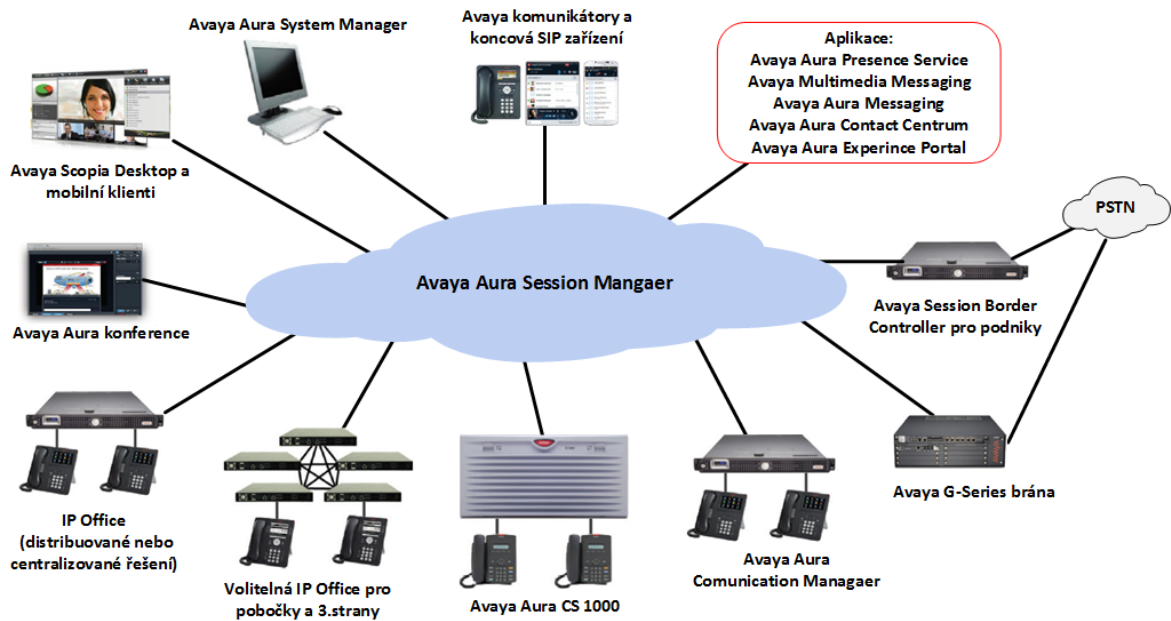 Avaya Aura System Manager
Avaya komunikátory a
koncová SIP zařízení
Aplikace:
Avaya Aura Presence Service
Avaya Multimedia Messaging
Avaya Aura Messaging
Avaya Aura Contact Centrum
Avaya Aura Experince Portal
Avaya Scopia Desktop a
mobilní klienti
PSTN
Avaya Aura Session Mangaer
Avaya Session Border
Controller pro podniky
Avaya Aura konference
Avaya G-Series brána
IP Office
(distribuované nebo
centralizované řešení)
Volitelná IP Office pro
pobočky a 3.strany
Avaya Aura CS 1000
Avaya Aura
Comunication Managaer